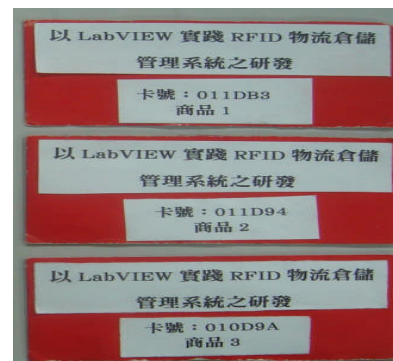 以 LabVIEW 實踐 RFID 物流倉儲
管理系統之研發
卡號：011DB3
商品 1
以 LabVIEW 實踐 RFID 物流倉儲
管理系統之研發
卡號：011D94
商品 2
以 LabVIEW 實踐 RFID 物流倉儲
管理系統之研發
卡號：010D9A
商品 3